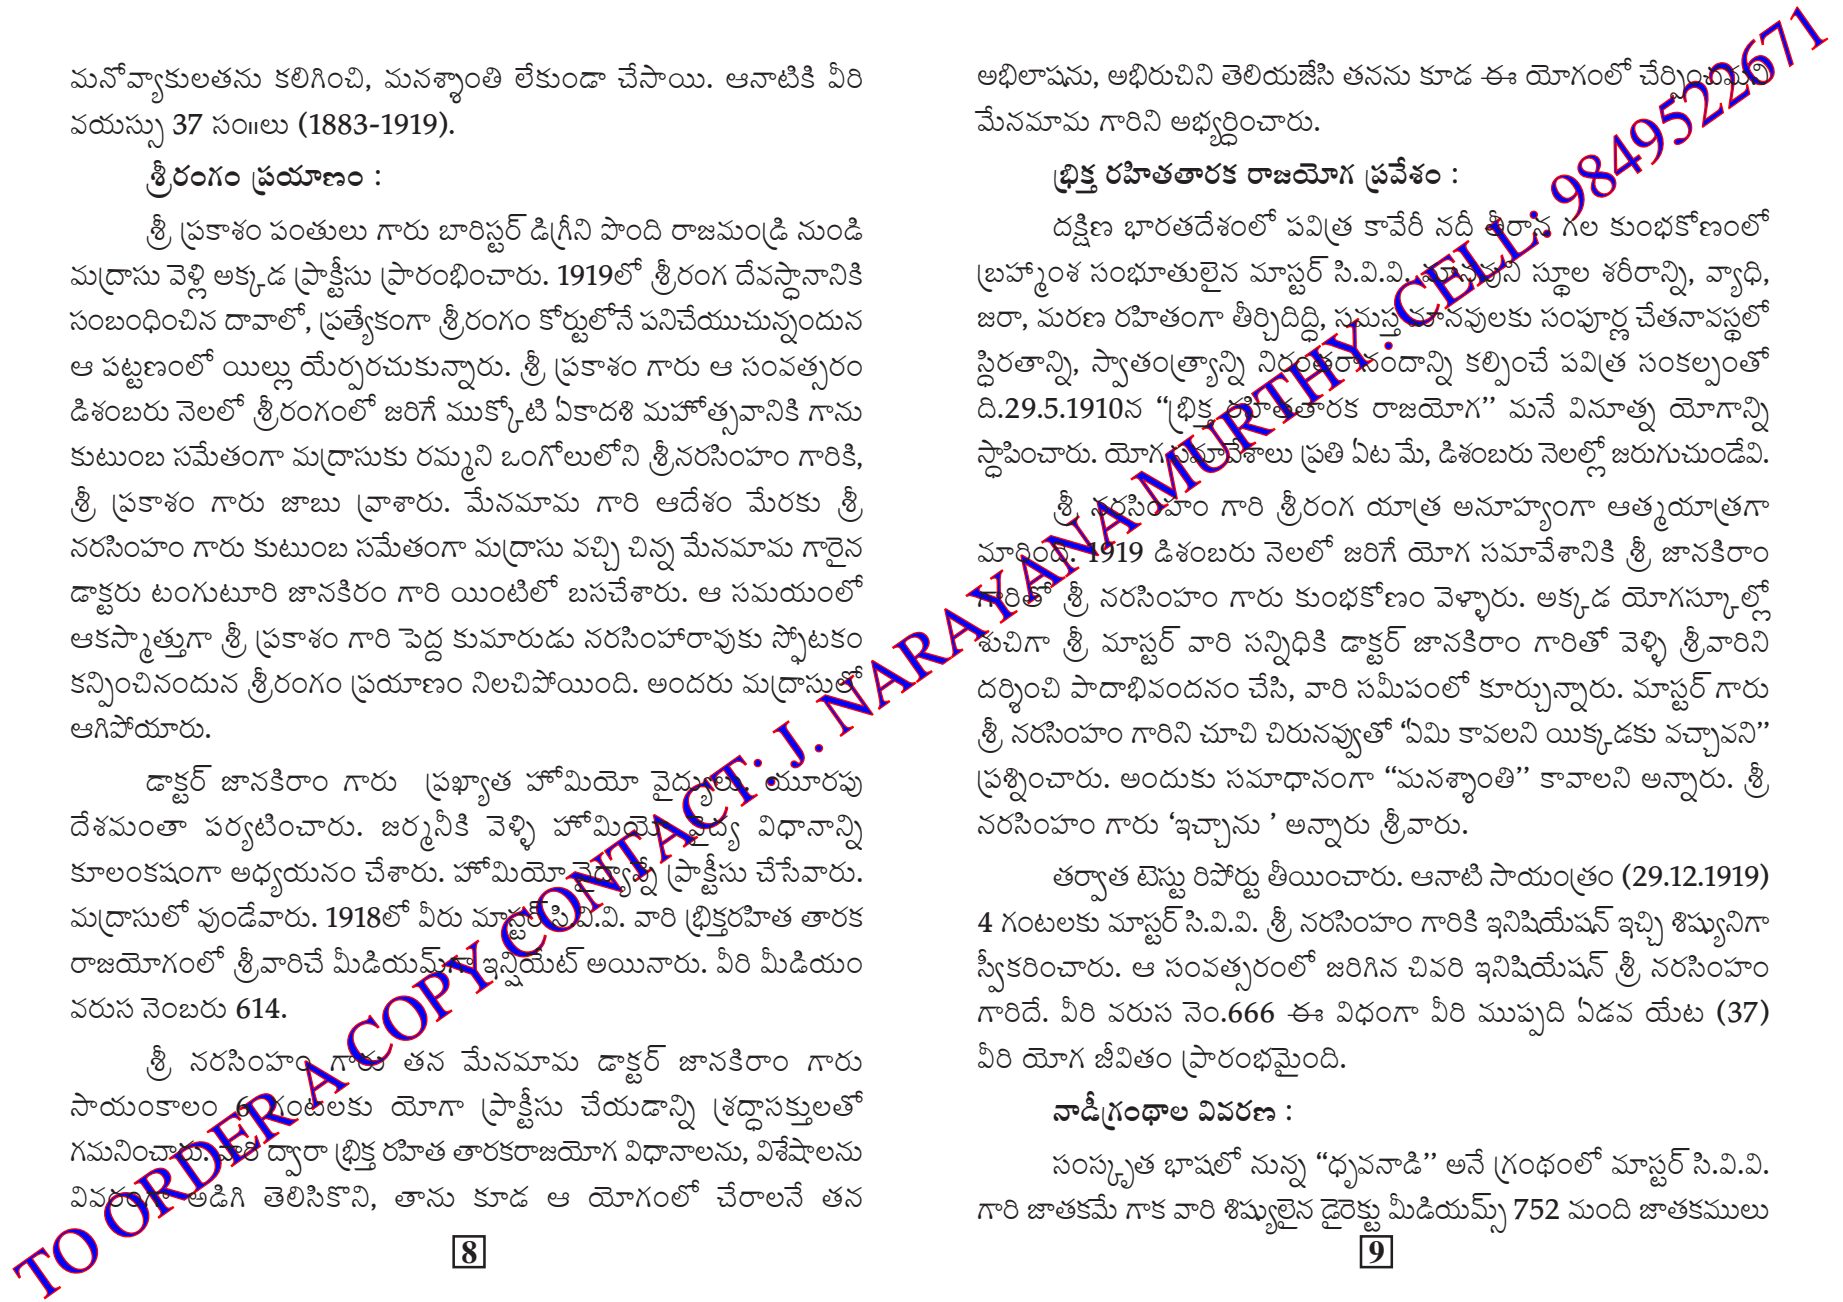 మనోవ్యాకులతను కలిగించి, మనశ్శాంతి లేకుండా చేసాయి. ఆనాటికి వీరి
వయస్సు 37 సం॥లు (1883-1919).
శ్రీరంగం ప్రయాణం :
శ్రీ ప్రకాశం పంతులు గారు బారిస్టర్ డిగ్రీని పొంది రాజమండ్రి నుండి
మద్రాసు వెళ్లి అక్కడ ప్రాక్టీసు ప్రారంభించారు. 1919లో శ్రీరంగ దేవస్థానానికి
సంబంధించిన దావాలో, ప్రత్యేకంగా శ్రీరంగం కోర్టులోనే పనిచేయుచున్నందున
ఆ పట్టణంలో యిల్లు యేర్పరచుకున్నారు. శ్రీ ప్రకాశం గారు ఆ సంవత్సరం
డిశంబరు నెలలో శ్రీరంగంలో జరిగే ముక్కోటి ఏకాదశి మహోత్సవానికి గాను
కుటుంబ సమేతంగా మద్రాసుకు రమ్మని ఒంగోలులోని శ్రీనరసింహం గారికి,
శ్రీ ప్రకాశం గారు జాబు వ్రాశారు. మేనమామ గారి ఆదేశం మేరకు శ్రీ
నరసింహం గారు కుటుంబ సమేతంగా మద్రాసు వచ్చి చిన్న మేనమామ గారైన
డాక్టరు టంగుటూరి జానకిరం గారి యింటిలో బసచేశారు. ఆ సమయంలో
ఆకస్మాత్తుగా శ్రీ ప్రకాశం గారి పెద్ద కుమారుడు నరసింహారావుకు స్ఫోటకం
కన్పించినందున శ్రీరంగం ప్రయాణం నిలచిపోయింది. అందరు మద్రాసులో
ఆగిపోయారు.
డాక్టర్ జానకిరాం గారు ప్రఖ్యాత హోమియో వైద్యులు. యూరపు
దేశమంతా పర్యటించారు. జర్మనీకి వెళ్ళి హోమియో వైద్య విధానాన్ని
కూలంకషంగా అధ్యయనం చేశారు. హోమియో వైద్యాన్నే ప్రాక్టీసు చేసేవారు.
మద్రాసులో వుండేవారు. 1918లో వీరు మాస్టర్ సి.వి.వి. వారి భ్రిక్తరహిత తారక
రాజయోగంలో శ్రీవారిచే మీడియమ్‌గా ఇన్షియేట్ అయినారు. వీరి మీడియం
వరుస నెంబరు 614.
శ్రీ నరసింహం గారు తన మేనమామ డాక్టర్ జానకిరాం గారు
సాయంకాలం 6 గంటలకు యోగా ప్రాక్టీసు చేయడాన్ని శ్రద్ధాసక్తులతో
గమనించారు. వారి ద్వారా భ్రిక్త రహిత తారకరాజయోగ విధానాలను, విశేషాలను
వివరంగా అడిగి తెలిసికొని, తాను కూడ ఆ యోగంలో చేరాలనే తన
8
అభిలాషను, అభిరుచిని తెలియజేసి తనను కూడ ఈ యోగంలో చేర్పించమని
మేనమామ గారిని అభ్యర్థించారు.
భ్రిక్త రహితతారక రాజయోగ ప్రవేశం :
దక్షిణ భారతదేశంలో పవిత్ర కావేరీ నదీ తీరాన గల కుంభకోణంలో
బ్రహ్మాంశ సంభూతులైన మాస్టర్ సి.వి.వి. మానవుని స్థూల శరీరాన్ని, వ్యాధి,
జరా, మరణ రహితంగా తీర్చిదిద్ధి, సమస్త మానవులకు సంపూర్ణ చేతనావస్థలో
స్థిరతాన్ని, స్వాతంత్ర్యాన్ని నిరంతరానందాన్ని కల్పించే పవిత్ర సంకల్పంతో
ది.29.5.1910న “భ్రిక్త రహితతారక రాజయోగ” మనే వినూత్న యోగాన్ని
స్థాపించారు. యోగ సమావేశాలు ప్రతి ఏట మే, డిశంబరు నెలల్లో జరుగుచుండేవి.
శ్రీ నరసింహం గారి శ్రీరంగ యాత్ర అనూహ్యంగా ఆత్మయాత్రగా
మారింది. 1919 డిశంబరు నెలలో జరిగే యోగ సమావేశానికి శ్రీ జానకిరాం
గారితో శ్రీ నరసింహం గారు కుంభకోణం వెళ్ళారు. అక్కడ యోగస్కూల్లో
శుచిగా శ్రీ మాస్టర్ వారి సన్నిధికి డాక్టర్ జానకిరాం గారితో వెళ్ళి శ్రీవారిని
దర్శించి పాదాభివందనం చేసి, వారి సమీపంలో కూర్చున్నారు. మాస్టర్ గారు
శ్రీ నరసింహం గారిని చూచి చిరునవ్వుతో “ఏమి కావలని యిక్కడకు వచ్చావని”
ప్రశ్నించారు. అందుకు సమాధానంగా “మనశ్శాంతి” కావాలని అన్నారు. శ్రీ
నరసింహం గారు ‘ఇచ్చాను ’ అన్నారు శ్రీవారు.
తర్వాత టెస్టు రిపోర్టు తీయించారు. ఆనాటి సాయంత్రం (29.12.1919)
4 గంటలకు మాస్టర్ సి.వి.వి. శ్రీ నరసింహం గారికి ఇనిషియేషన్ ఇచ్చి శిష్యునిగా
స్వీకరించారు. ఆ సంవత్సరంలో జరిగిన చివరి ఇనిషియేషన్ శ్రీ నరసింహం
గారిదే. వీరి వరుస నెం.666 ఈ విధంగా వీరి ముప్పది ఏడవ యేట (37)
వీరి యోగ జీవితం ప్రారంభమైంది.
నాడీగ్రంథాల వివరణ :
సంస్కృత భాషలో నున్న “ధృవనాడి” అనే గ్రంథంలో మాస్టర్ సి.వి.వి.
గారి జాతకమే గాక వారి శిష్యులైన డైరెక్టు మీడియమ్స్ 752 మంది జాతకములు
9
TO ORDER A COPY CONTACT: J. NARAYANA MURTHY. CELL: 9849522671